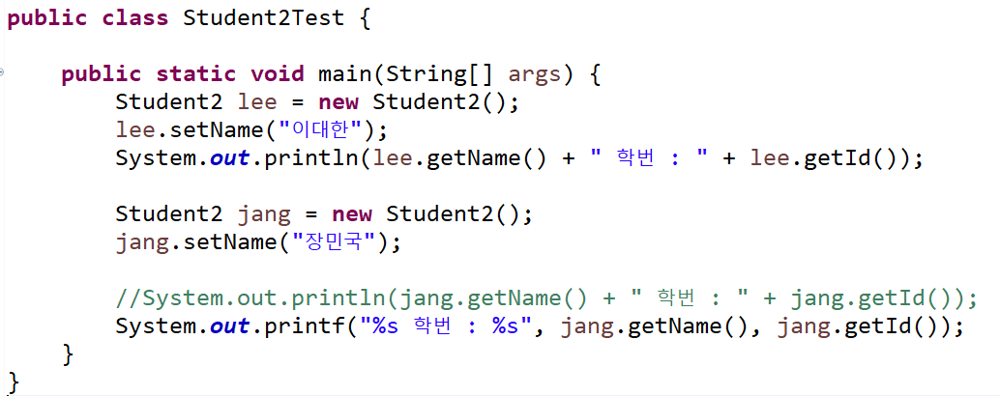 public class Student2Test {
public static void main(String[] args) {
Student2 lee = new Student2();
lee.setName("이대한");
System.out.println(lee.getName() + " 학번 : " + lee.getId());
Student2 jang = new Student2();
jang.setName("장민국");
//System.out.println(jang.getName() + " 학번 : " + jang.getId());
System.out.printf("%s 학번 : %s", jang.getName(), jang.getId());
}
}